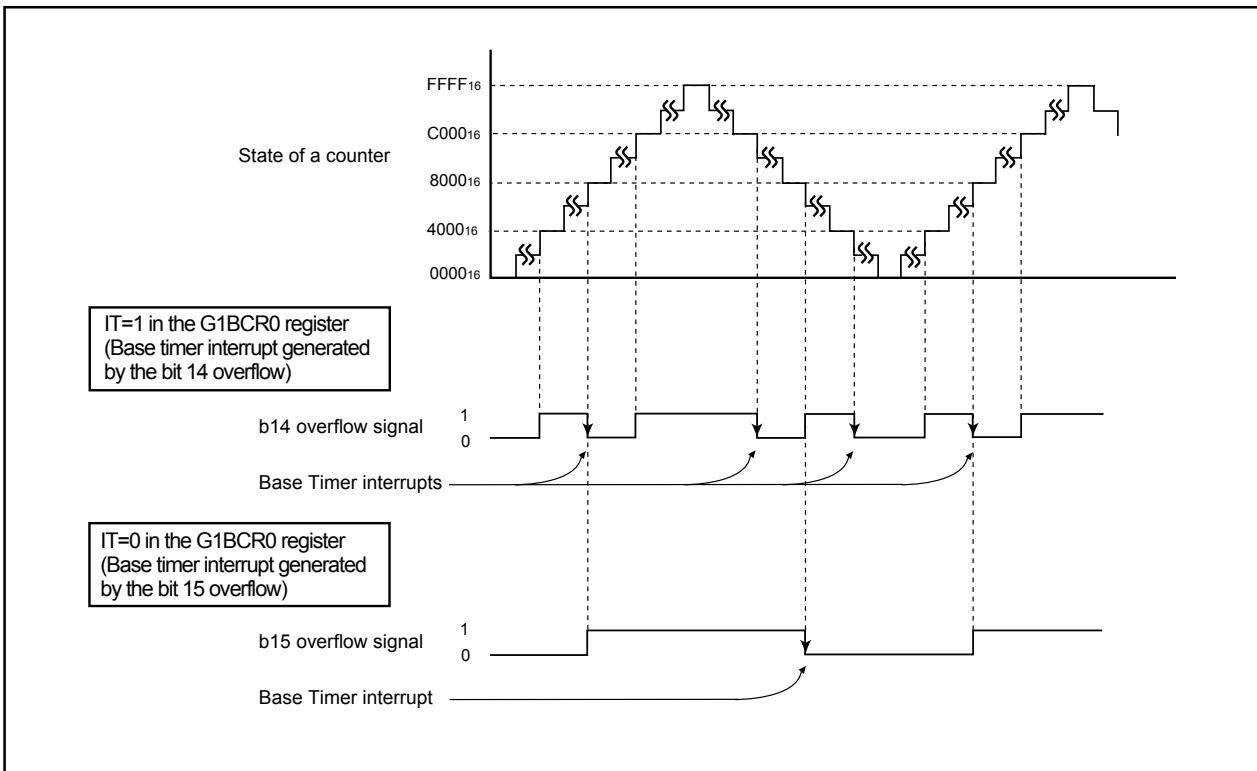 FFFF16
C00016
State of a counter
800016
400016
000016
IT=1 in the G1BCR0 register
(Base timer interrupt generated
by the bit 14 overflow)
b14 overflow signal
1
0
Base Timer interrupts
IT=0 in the G1BCR0 register
(Base timer interrupt generated
by the bit 15 overflow)
b15 overflow signal
1
0
Base Timer interrupt